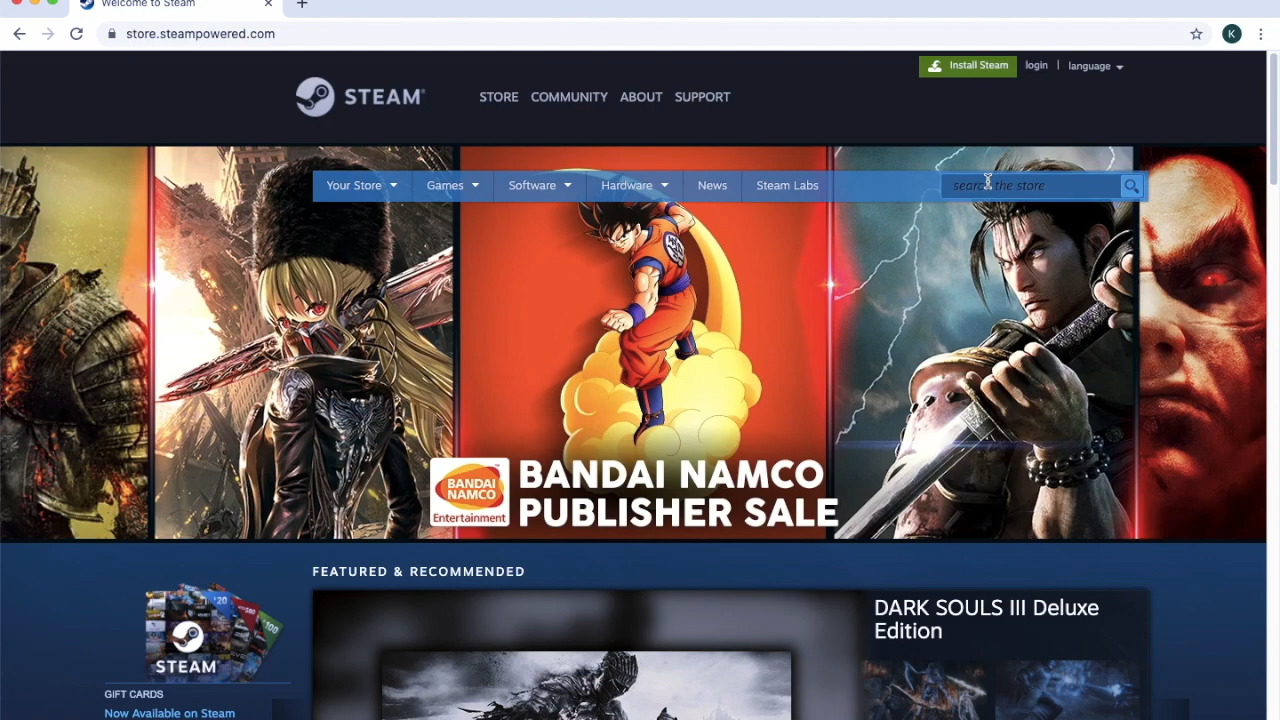 Welcome to Steam
store.steampowered.com
K
Install Steam login | language
STEAM STORE COMMUNITY ABOUT SUPPORT
Your Store Games Software Hardware News Steam Labs search the store
BANDAI NAMCO Entertainment
BANDAI NAMCO
PUBLISHER SALE
FEATURED & RECOMMENDED
DARK SOULS III Deluxe
Edition
STEAM
GIFT CARDS
Now Available on Steam